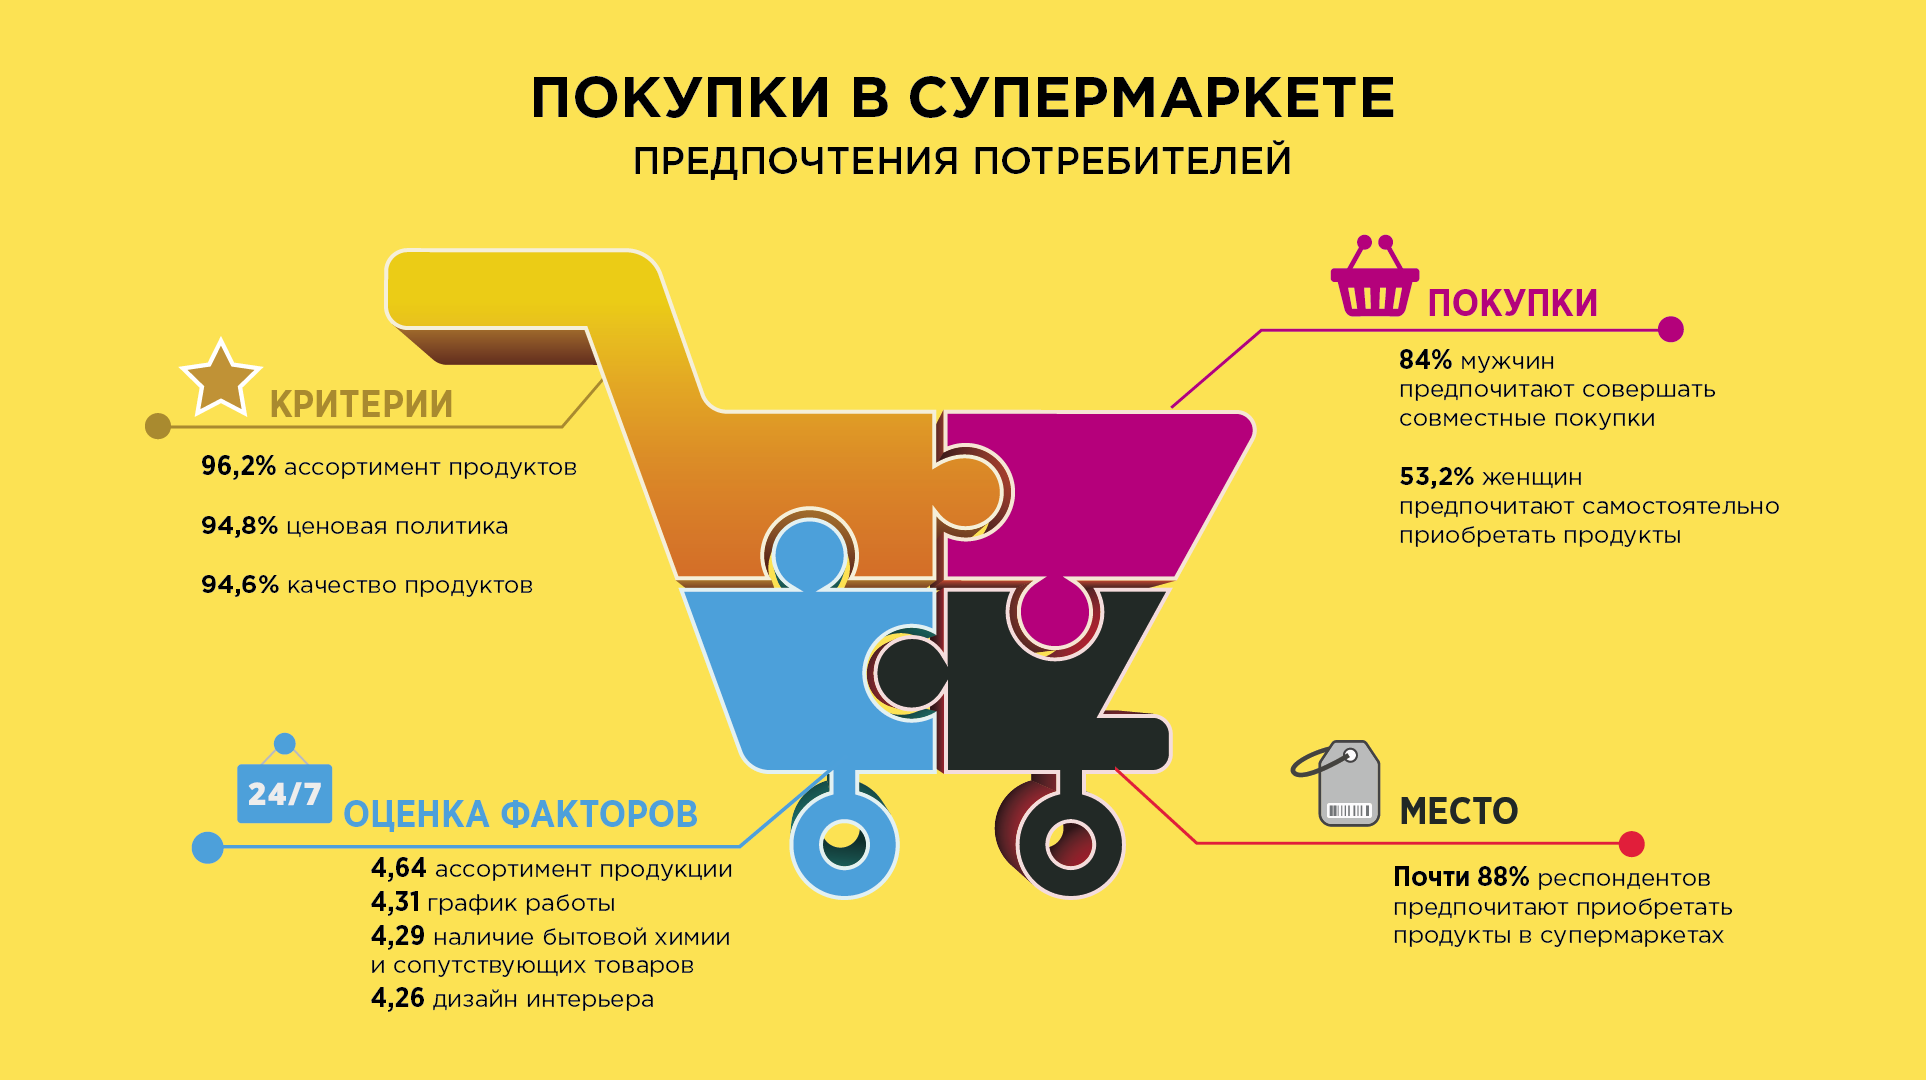 ПОКУПКИ В СУПЕРМАРКЕТЕ
ПРЕДПОЧТЕНИЯ ПОТРЕБИТЕЛЕЙ
КРИТЕРИИ
96,2% ассортимент продуктов
94,8% ценовая политика
94,6% качество продуктов
ПОКУПКИ
84% мужчин
предпочитают совершать
совместные покупки
53,2% женщин
предпочитают самостоятельно
приобретать продукты
24/7
ОЦЕНКА ФАКТОРОВ
4,64 ассортимент продукции
4,31 график работы
4,29 наличие бытовой химии
и сопутствующих товаров
4,26 дизайн интерьера
МЕСТО
Почти 88% респондентов
предпочитают приобретать
продукты в супермаркетах